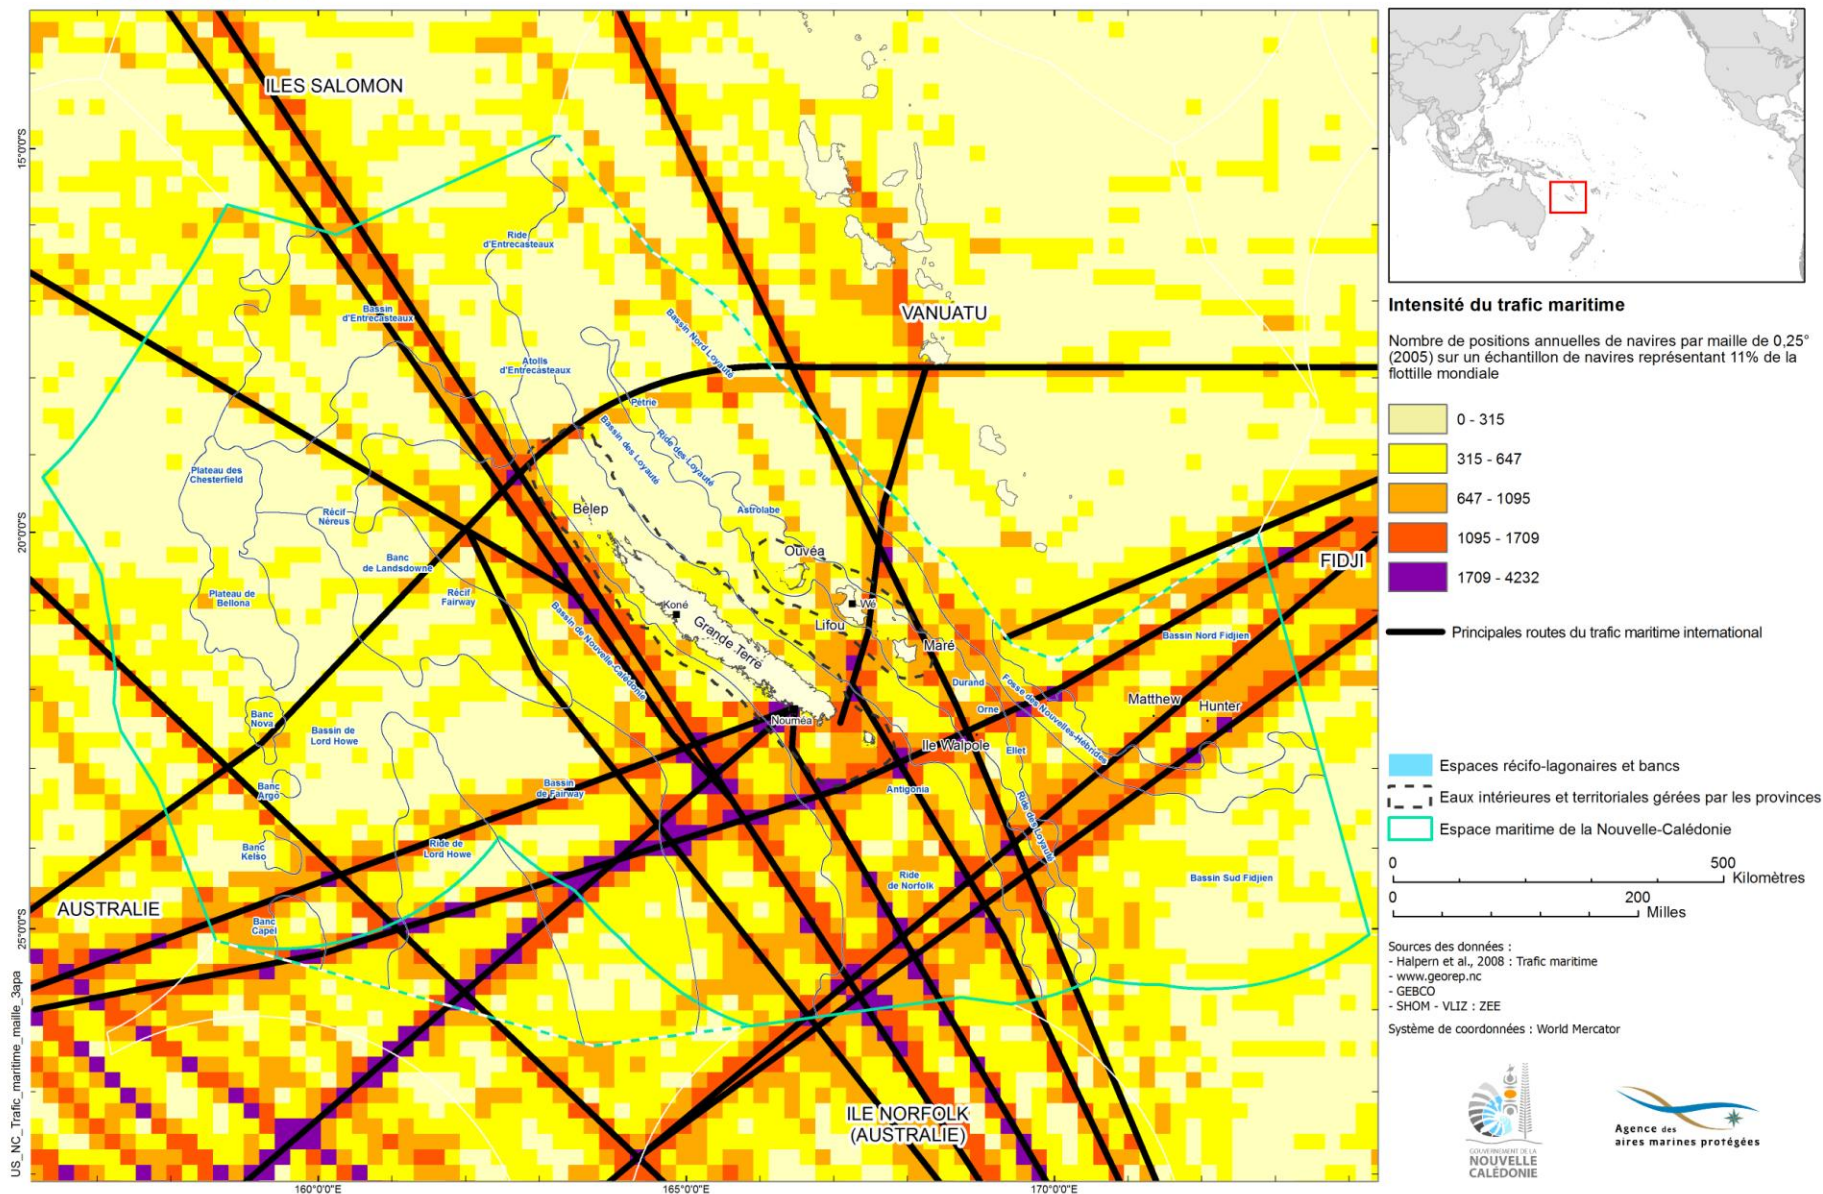 ILES SALOMON
15°0'0"S
Ride
d'Entrecasteaux
Bassin
d'Entrecasteaux
VANUATU
Bassin Nord Loyauté
Atolls
d'Entrecasteaux
Pétrie
Bassin des Loyauté
Ride des Loyauté
Plateau des
Chesterfield
Récif
Néreus
Bélep
Astrolabe
20°0'0"S
Banc
de Landsdowne
Ouvéa
FIDJI
Plateau de
Bellona
Récif
Fairway
Koné
Wé
Lifou
Grande Terre
Bassin de Nouvelle-Calédonie
Maré
Bassin Nord Fidjien
Durand
Fosse des Nouvelles-Hébrides
Matthew
Hunter
Orne
Banc
Nova
Bassin de
Lord Howe
Nouméa
Ile Walpole
Ellet
Banc
Argo
Bassin
de Fairway
Antigonia
Ride des Loyauté
Banc
Kelso
Ride de
Lord Howe
Ride
de Norfolk
Bassin Sud Fidjien
AUSTRALIE
Banc
Capel
25°0'0"S
ILE NORFOLK
(AUSTRALIE)
US_NC_Trafic_maritime_maille_3apa
160°0'0"E
165°0'0"E
170°0'0"E
Intensité du trafic maritime
Nombre de positions annuelles de navires par maille de 0,25°
(2005) sur un échantillon de navires représentant 11% de la
flottille mondiale
0 - 315
315 - 647
647 - 1095
1095 - 1709
1709 - 4232
Principales routes du trafic maritime international
Espaces récifo-lagonaires et bancs
Eaux intérieures et territoriales gérées par les provinces
Espace maritime de la Nouvelle-Calédonie
0 500
Kilomètres
0 200
Milles
Sources des données :
- Halpern et al., 2008 : Trafic maritime
- www.georep.nc
- GEBCO
- SHOM - VLIZ : ZEE
Système de coordonnées : World Mercator
GOUVERNEMENT DE LA
NOUVELLE
CALÉDONIE
Agence des
aires marines protégées